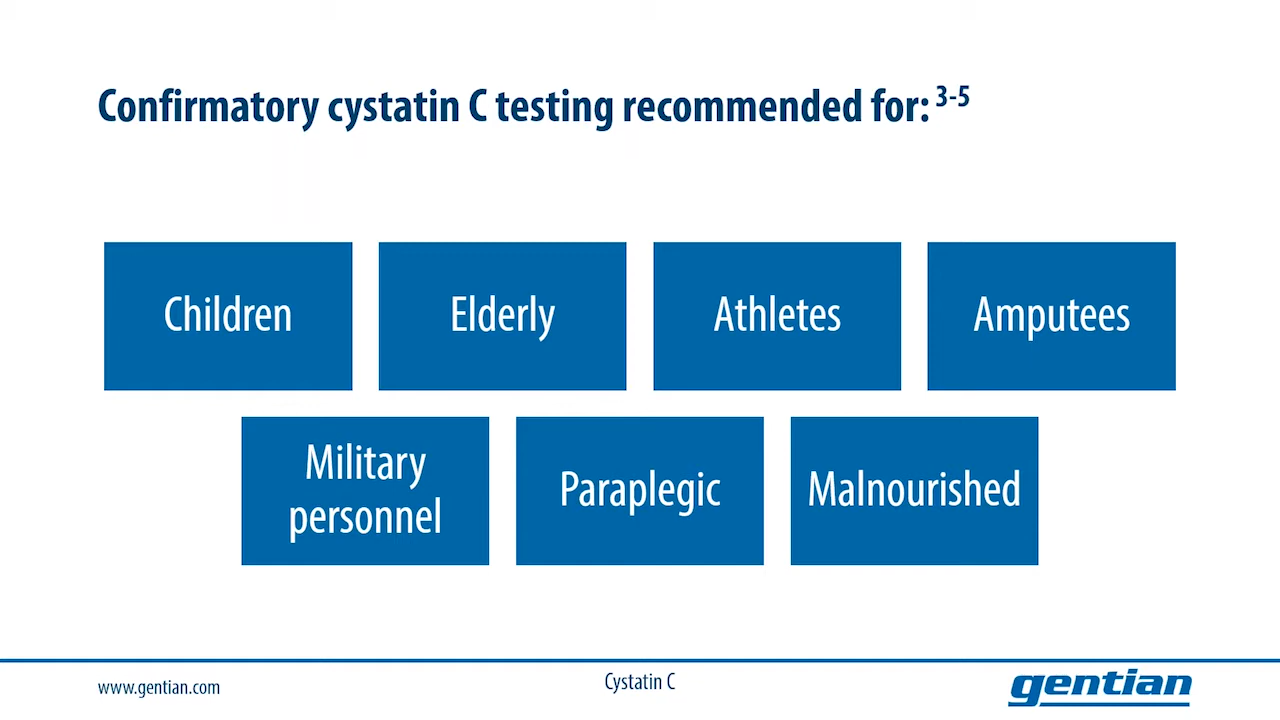 Confirmatory cystatin C testing recommended for: 3-5
Children
Elderly
Athletes
Amputees
Military
personnel
Paraplegic
Malnourished
www.gentian.com
Cystatin C
gentian